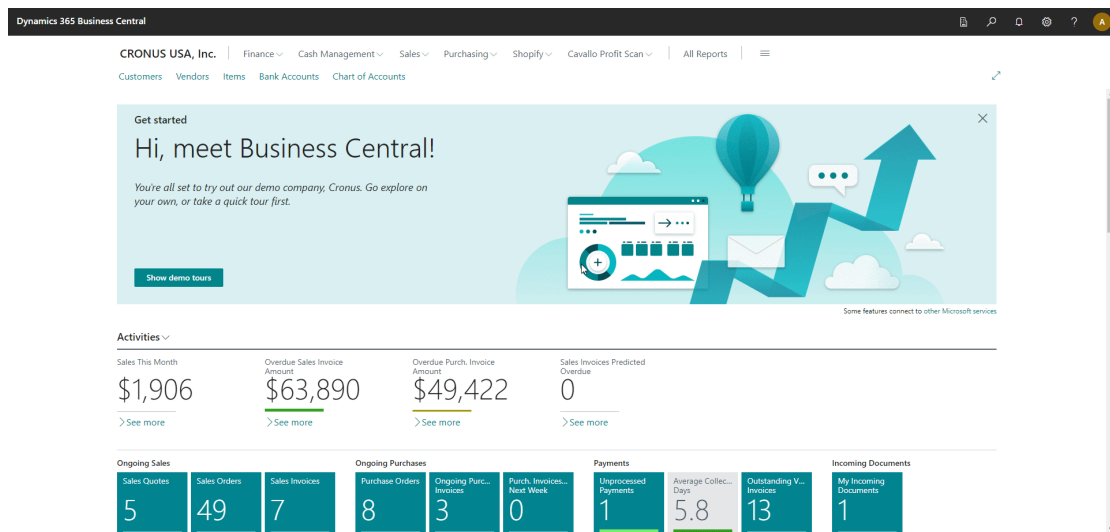 Dynamics 365 Business Central
? A
CRONUS USA, Inc. Finance Cash Management Sales Purchasing Shopify Cavallo Profit Scan All Reports
Customers Vendors Items Bank Accounts Chart of Accounts
Get started
Hi, meet Business Central!
You're all set to try out our demo company, Cronus. Go explore on
your own, or take a quick tour first.
Show demo tours
Some features connect to other Microsoft services
Activities
Sales This Month
$1,906
See more
Overdue Sales Invoice
Amount
$63,890
See more
Overdue Purch. Invoice
Amount
$49,422
See more
Sales Invoices Predicted
Overdue
0
See more
Ongoing Sales
Sales Quotes
5
Sales Orders
49
Sales Invoices
7
Ongoing Purchases
Purchase Orders
8
Ongoing Purc...
Invoices
3
Purch. Invoices...
Next Week
0
Payments
Unprocessed
Payments
1
Average Collec...
Days
5.8
Outstanding V...
Invoices
13
Incoming Documents
My Incoming
Documents
1